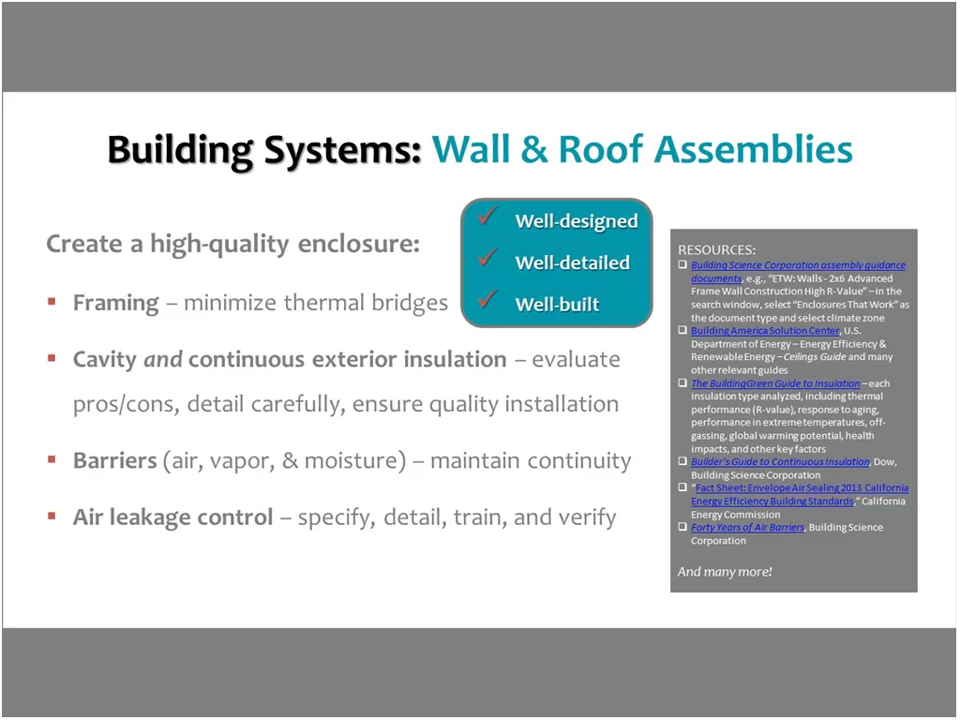 Building Systems: Wall & Roof Assemblies
Create a high-quality enclosure:
▪ Framing – minimize thermal bridges
▪ Cavity and continuous exterior insulation – evaluate
pros/cons, detail carefully, ensure quality installation
▪ Barriers (air, vapor, & moisture) – maintain continuity
▪ Air leakage control – specify, detail, train, and verify
✓ Well-designed
✓ Well-detailed
✓ Well-built
RESOURCES:
❑ Building Science Corporation assembly guidance
documents, e.g., “ETW: Walls - 2x6 Advanced
Frame Wall Construction High R-Value” – in the
search window, select “Enclosures That Work” as
the document type and select climate zone
❑ Building America Solution Center, U.S.
Department of Energy – Energy Efficiency &
Renewable Energy – Ceilings Guide and many
other relevant guides
❑ The BuildingGreen Guide to Insulation – each
insulation type analyzed, including thermal
performance (R-value), response to aging,
performance in extreme temperatures, off-
gassing, global warming potential, health
impacts, and other key factors
❑ Builder’s Guide to Continuous Insulation, Dow,
Building Science Corporation
❑ “Fact Sheet: Envelope Air Sealing 2013 California
Energy Efficiency Building Standards,” California
Energy Commission
❑ Forty Years of Air Barriers, Building Science
Corporation
And many more!